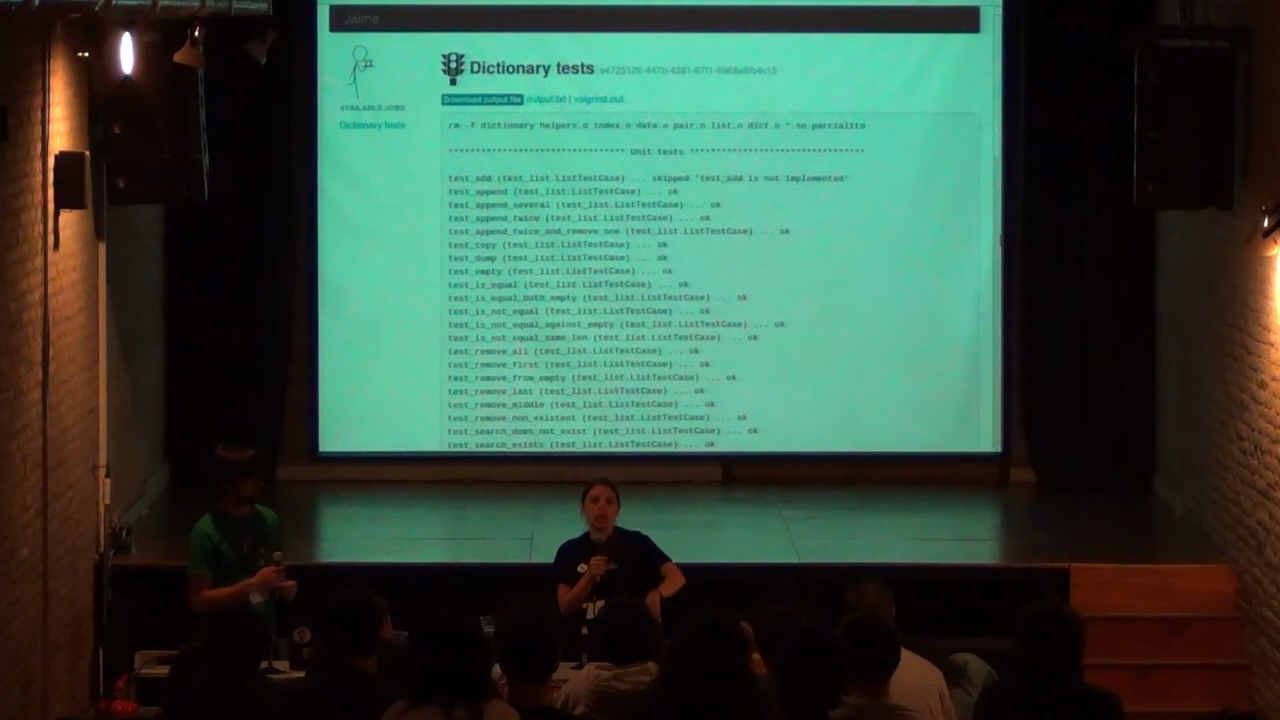 Jaime
AVAILABLE JOBS
Dictionary tests
Dictionary tests
Download output file output.txt | valgrind.out
rm -f dictionary helpers.o index.o data.o pair.o list.o dict.o *.so parcialito
******************************** Unit tests ********************************
test_add (test_list.ListTestCase) ... skipped 'test_add is not implemented'
test_append (test_list.ListTestCase) ... ok
test_append_several (test_list.ListTestCase) ... ok
test_append_twice (test_list.ListTestCase) ... ok
test_append_twice_and_remove_one (test_list.ListTestCase) ... ok
test_copy (test_list.ListTestCase) ... ok
test_dump (test_list.ListTestCase) ... ok
test_empty (test_list.ListTestCase) ... ok
test_is_equal (test_list.ListTestCase) ... ok
test_is_equal_both_empty (test_list.ListTestCase) ... ok
test_is_not_equal (test_list.ListTestCase) ... ok
test_is_not_equal_against_empty (test_list.ListTestCase) ... ok
test_is_not_equal_same_len (test_list.ListTestCase) ... ok
test_remove_all (test_list.ListTestCase) ... ok
test_remove_first (test_list.ListTestCase) ... ok
test_remove_from_empty (test_list.ListTestCase) ... ok
test_remove_last (test_list.ListTestCase) ... ok
test_remove_middle (test_list.ListTestCase) ... ok
test_remove_non_existent (test_list.ListTestCase) ... ok
test_search_does_not_exist (test_list.ListTestCase) ... ok
test_search_exists (test_list.ListTestCase) ... ok